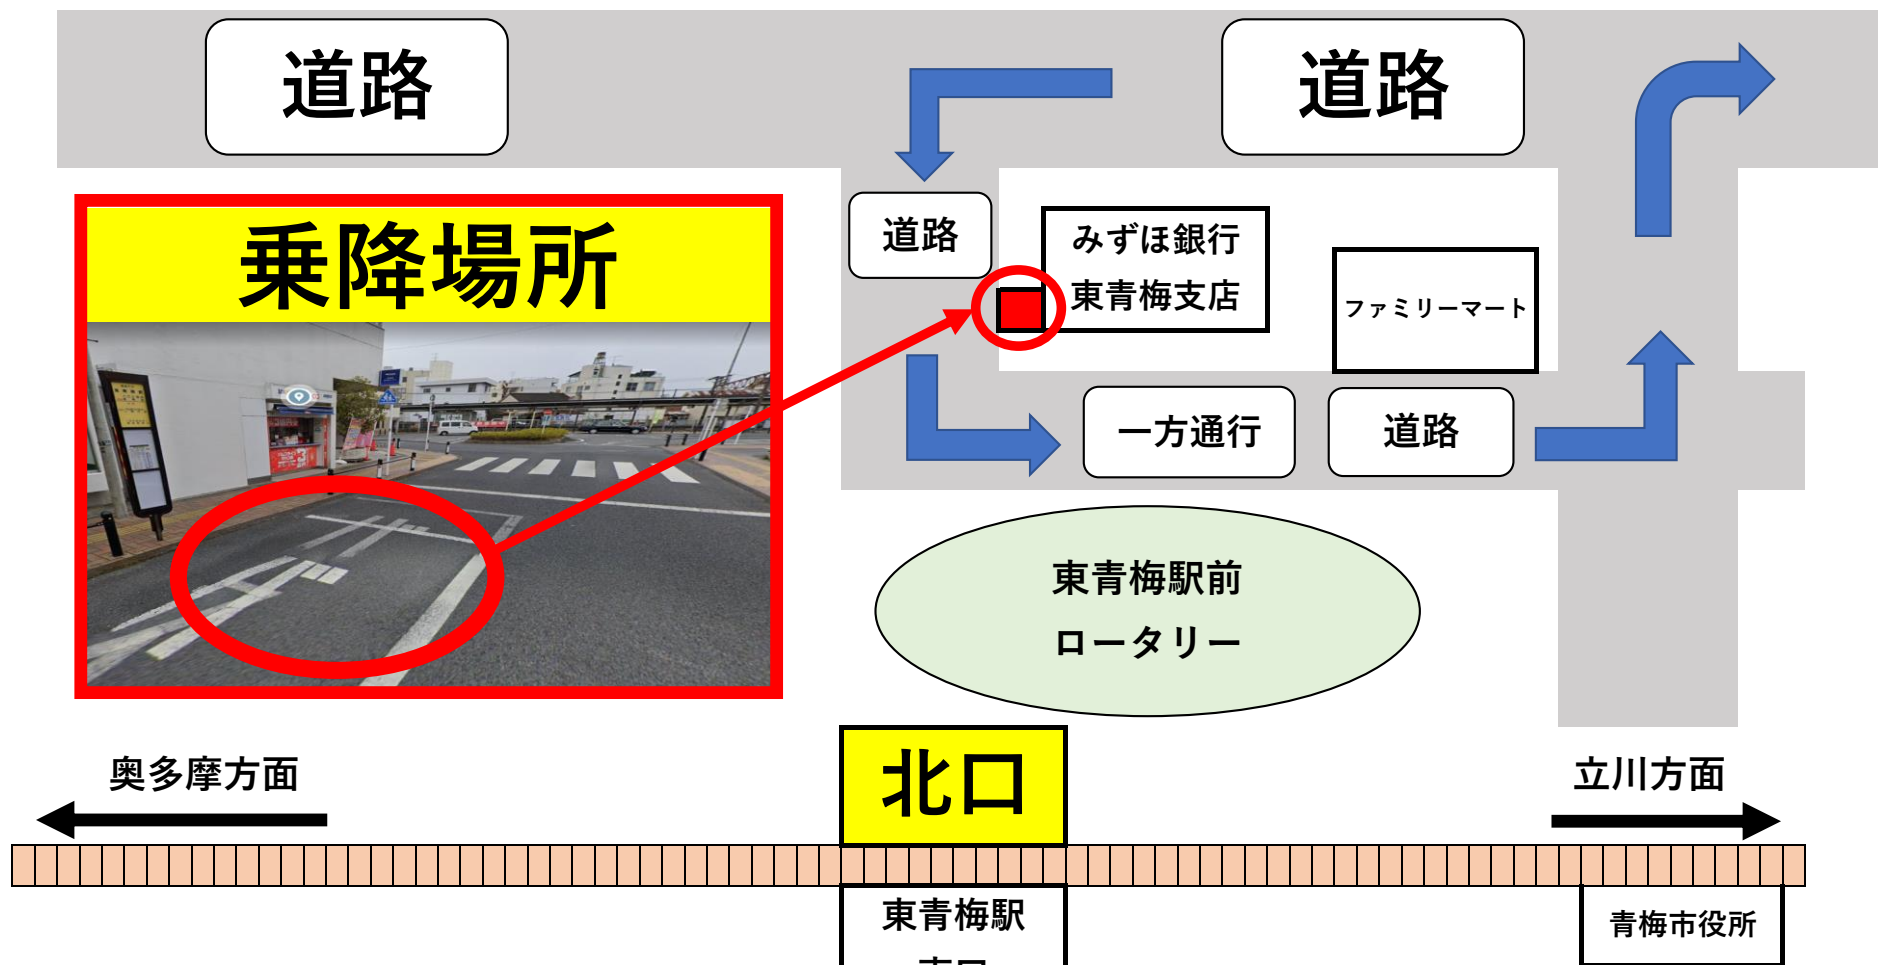 道路
道路
乗降場所
道路
みずほ銀行
東青梅支店
ファミリーマート
一方通行
道路
東青梅駅前
ロータリー
奥多摩方面
北口
立川方面
東青梅駅
青梅市役所